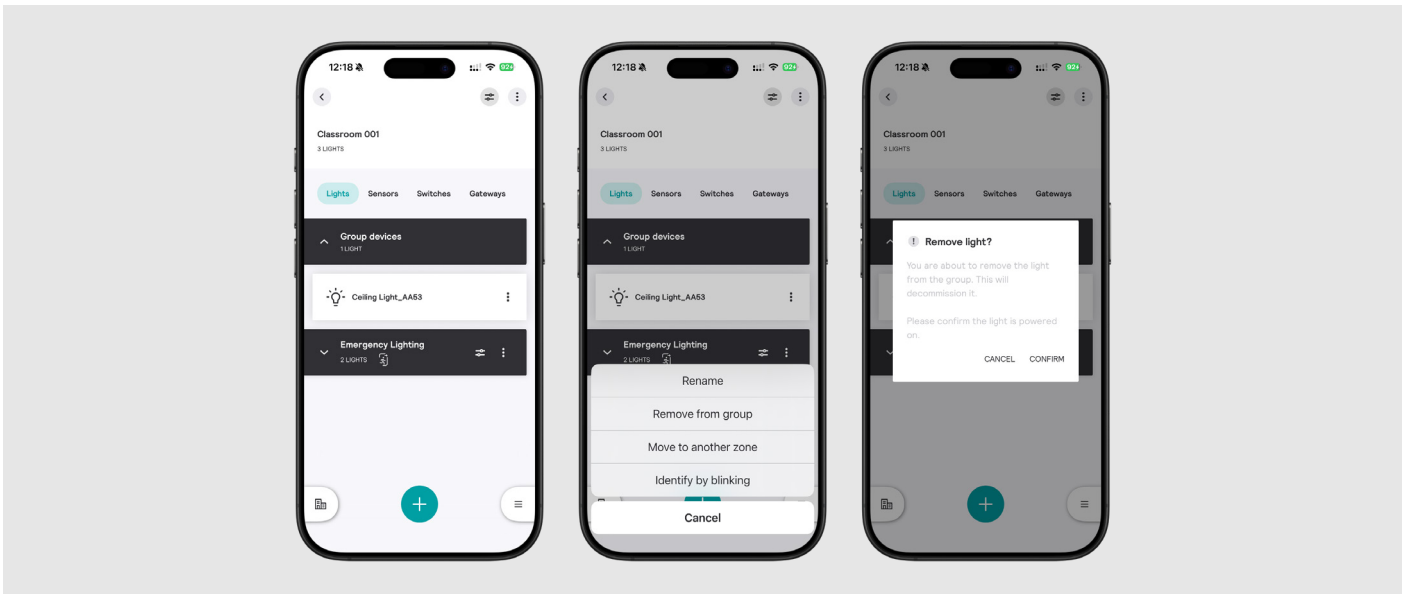 12:18
92
Classroom 001
3 LIGHTS
Lights Sensors Switches Gateways
Group devices
1 LIGHT
Ceiling Light_AA53
Emergency Lighting
2 LIGHTS
12:18
92
Classroom 001
3 LIGHTS
Lights Sensors Switches Gateways
Group devices
1 LIGHT
Ceiling Light_AA53
Emergency Lighting
2 LIGHTS
Rename
Remove from group
Move to another zone
Identify by blinking
Cancel
12:18
92
Classroom 001
3 LIGHTS
Lights Sensors Switches Gateways
Remove light?
You are about to remove the light
from the group. This will
decommission it.
Please confirm the light is powered
on.
CANCEL CONFIRM